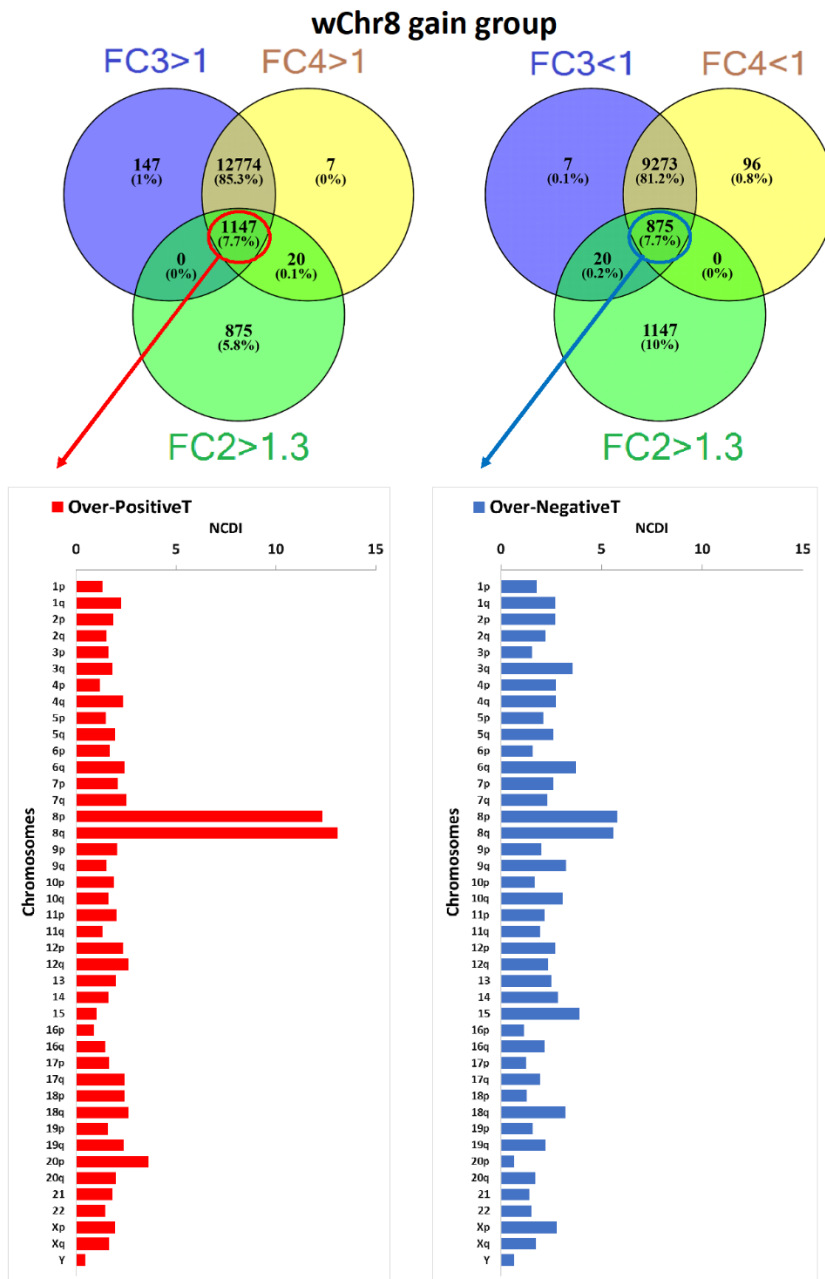 wChr8 gain group
FC3>1 FC4>1
147
(1%)
12774
(85.3%)
7
(0%)
1147
(7.7%)
0
(0%)
20
(0.1%)
875
(5.8%)
FC2>1.3
FC3<1 FC4<1
7
(0.1%)
9273
(81.2%)
96
(0.8%)
875
(7.7%)
20
(0.2%)
0
(0%)
1147
(10%)
FC2>1.3
Over-PositiveT
NCDI
0 5 10 15
Chromosomes
1p
1q
2p
2q
3p
3q
4p
4q
5p
5q
6p
6q
7p
7q
8p
8q
9p
9q
10p
10q
11p
11q
12p
12q
13
14
15
16p
16q
17p
17q
18p
18q
19p
19q
20p
20q
21
22
Xp
Xq
Y
Over-NegativeT
NCDI
0 5 10 15
Chromosomes
1p
1q
2p
2q
3p
3q
4p
4q
5p
5q
6p
6q
7p
7q
8p
8q
9p
9q
10p
10q
11p
11q
12p
12q
13
14
15
16p
16q
17p
17q
18p
18q
19p
19q
20p
20q
21
22
Xp
Xq
Y